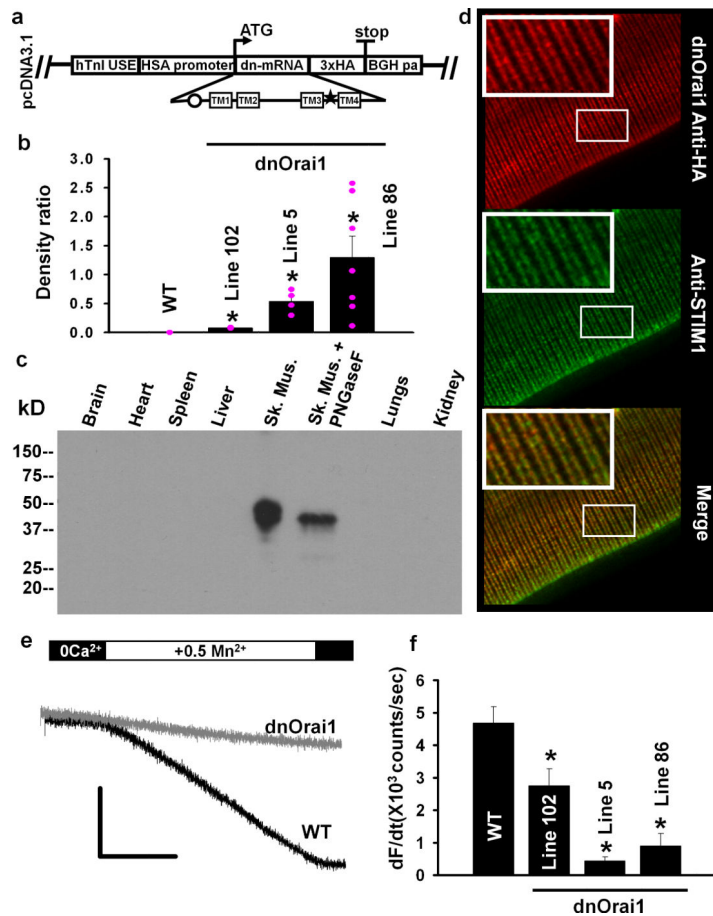 a
pcDNA3.1
ATG
stop
hTnI USE
HSA promoter
dn-mRNA
3xHA
BGH pa
TM1
TM2
TM3
TM4
b
dnOrai1
Density ratio
3.0
2.5
2.0
1.5
1.0
0.5
0.0
WT
* Line 102
* Line 5
* Line 86
c
kD
Brain
Heart
Spleen
Liver
Sk. Mus.
Sk. Mus. +
PNGaseF
Lungs
Kidney
150--
75--
50--
37--
25--
20--
d
dnOrai1 Anti-HA
Anti-STIM1
Merge
e
0Ca²⁺
+0.5 Mn²⁺
dnOrai1
WT
f
dF/dt(X10³ counts/sec)
6
5
4
3
2
1
0
WT
Line 102 *
* Line 5
* Line 86
dnOrai1